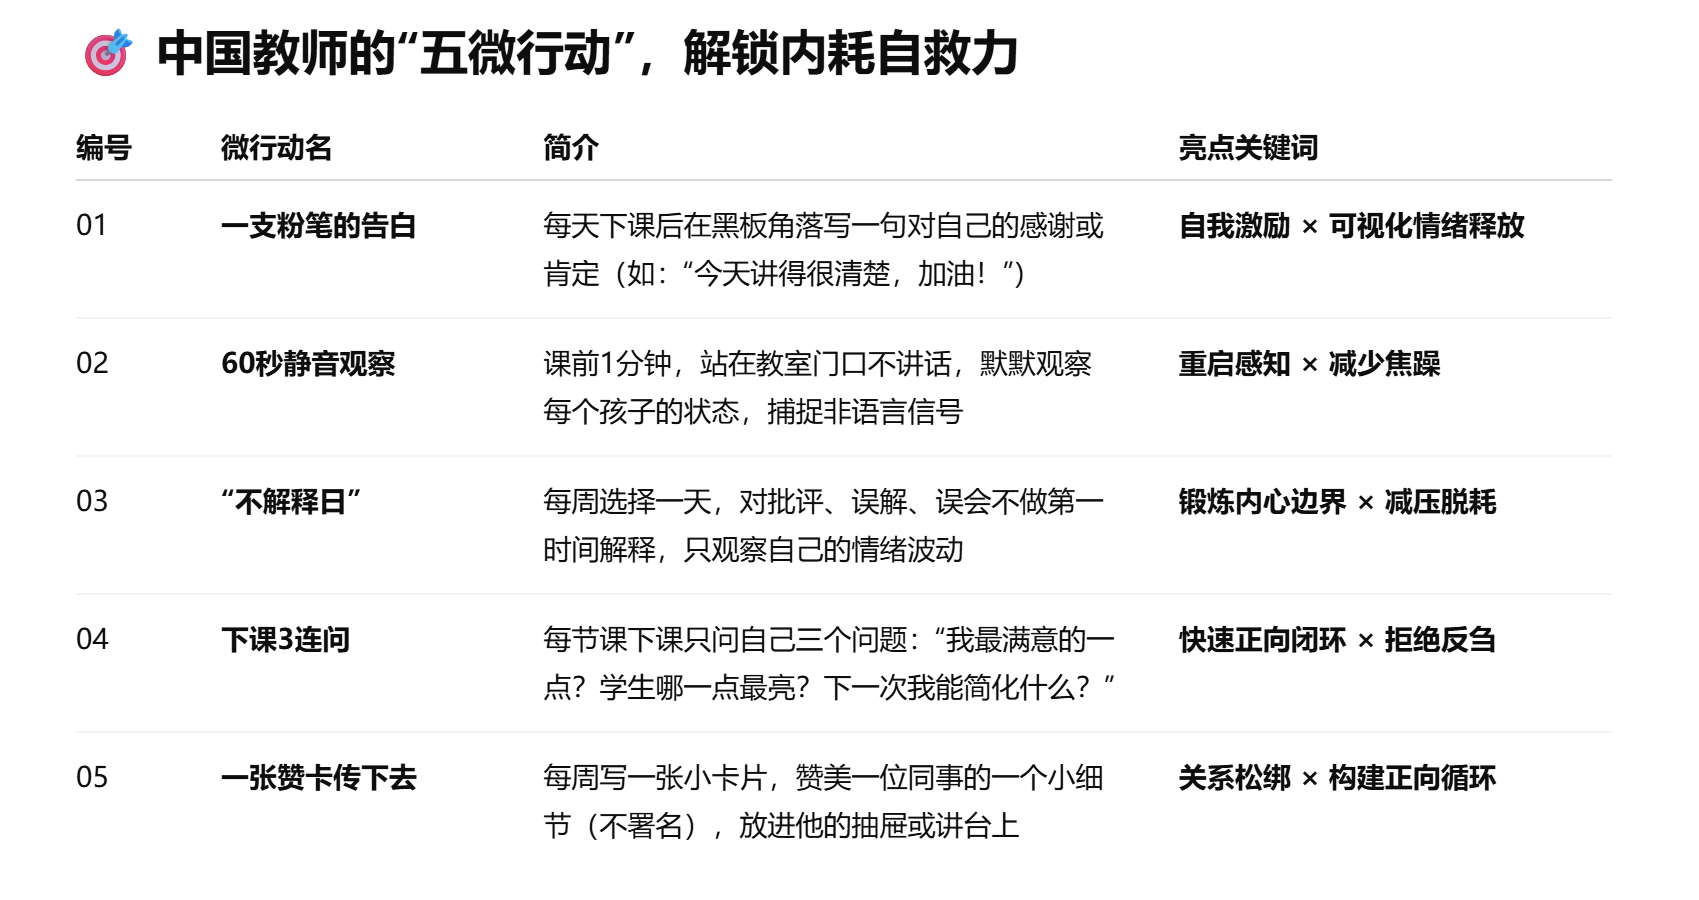 🎯 中国教师的“五微行动”，解锁内耗自救力
编号 微行动名 简介 亮点关键词
01 一支粉笔的告白 每天下课后在黑板角落写一句对自己的感谢或 自我激励 × 可视化情绪释放
肯定（如：“今天讲得很清楚，加油！”）
02 60秒静音观察 课前1分钟，站在教室门口不讲话，默默观察 重启感知 × 减少焦躁
每个孩子的状态，捕捉非语言信号
03 “不解释日” 每周选择一天，对批评、误解、误会不做第一 锻炼内心边界 × 减压脱耗
时间解释，只观察自己的情绪波动
04 下课3连问 每节课下课只问自己三个问题：“我最满意的一 快速正向闭环 × 拒绝反刍
点？学生哪一点最亮？下一次我能简化什么？”
05 一张赞卡传下去 每周写一张小卡片，赞美一位同事的一个小细 关系松绑 × 构建正向循环
节（不署名），放进他的抽屉或讲台上